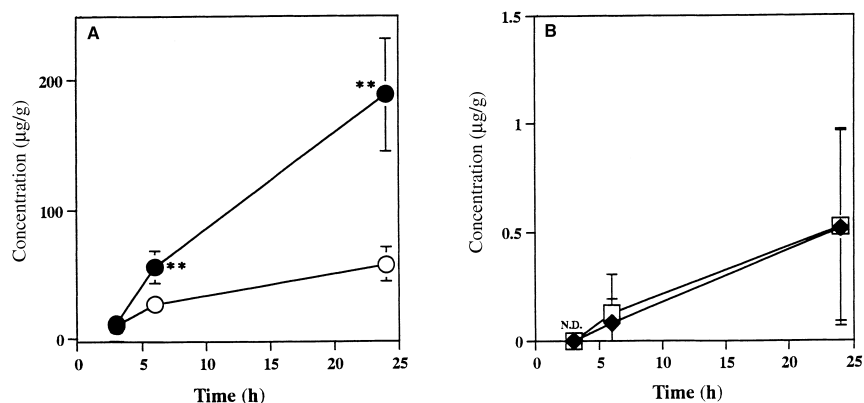 A
Concentration (µg/g)
200
100
0
**
**
0 5 10 15 20 25
Time (h)
B
Concentration (µg/g)
1.5
1
0.5
0
N.D.
0 5 10 15 20 25
Time (h)